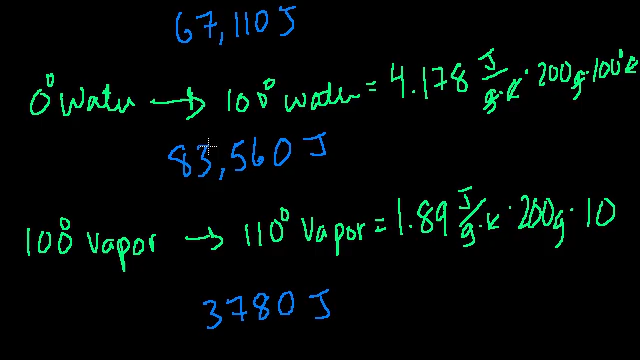 67,110 J
0° Water → 100° water = 4.178 J/g·K · 200g · 100°K
83,560 J
100° vapor → 110° vapor = 1.89 J/g·K · 200g · 10
3780 J